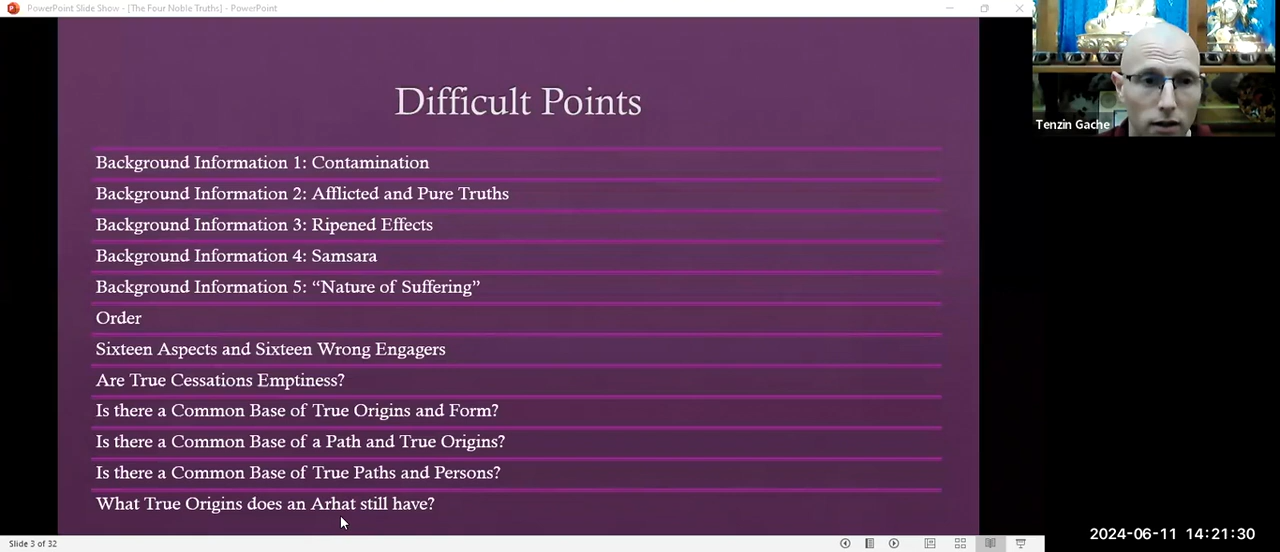 PowerPoint Slide Show - [The Four Noble Truths] - PowerPoint
Difficult Points
Background Information 1: Contamination
Background Information 2: Afflicted and Pure Truths
Background Information 3: Ripened Effects
Background Information 4: Samsara
Background Information 5: “Nature of Suffering”
Order
Sixteen Aspects and Sixteen Wrong Engagers
Are True Cessations Emptiness?
Is there a Common Base of True Origins and Form?
Is there a Common Base of a Path and True Origins?
Is there a Common Base of True Paths and Persons?
What True Origins does an Arhat still have?
Tenzin Gache
Slide 3 of 32
2024-06-11 14:21:30